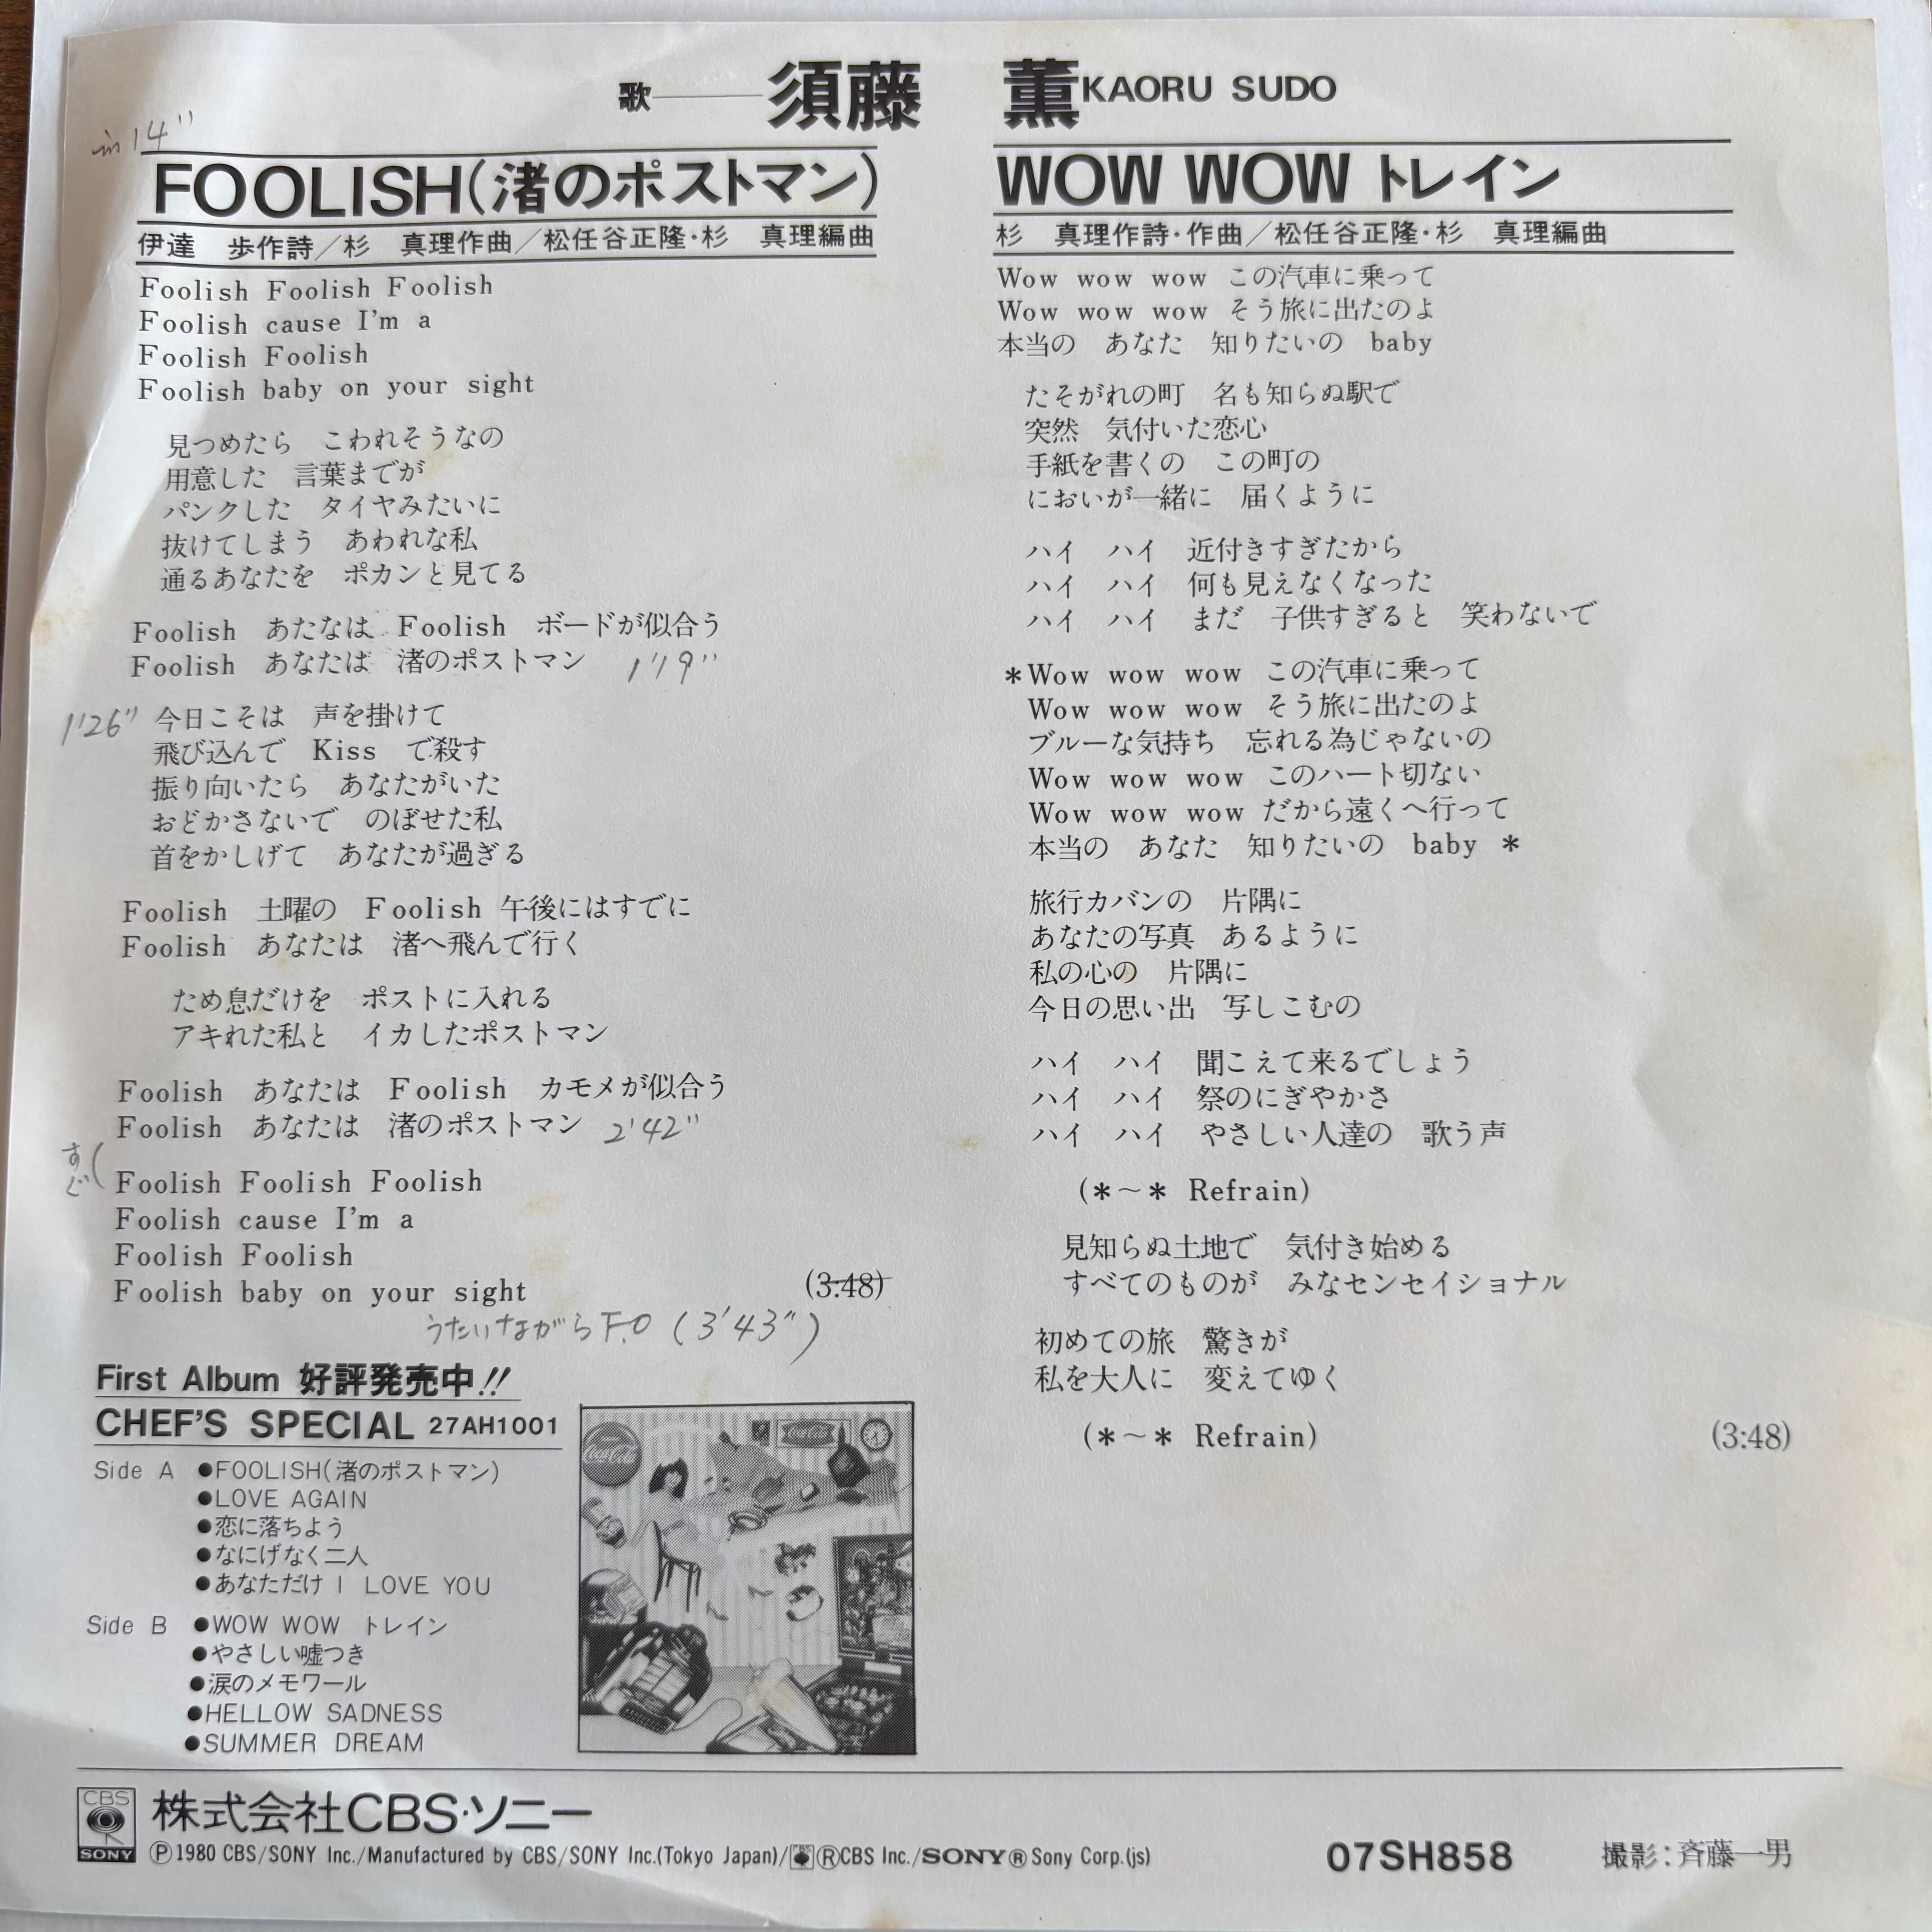 歌――須藤　薫 KAORU SUDO
in 14"
FOOLISH(渚のポストマン)
伊達　歩作詩／杉　真理作曲／松任谷正隆・杉　真理編曲
Foolish Foolish Foolish
Foolish cause I'm a
Foolish Foolish
Foolish baby on your sight
見つめたら　こわれそうなの
用意した　言葉までが
パンクした　タイヤみたいに
抜けてしまう　あわれな私
通るあなたを　ポカンと見てる
Foolish　あたなは　Foolish　ボードが似合う
Foolish　あなたは　渚のポストマン　1'19"
1'26" 今日こそは　声を掛けて
飛び込んで　Kiss　で殺す
振り向いたら　あなたがいた
おどかさないで　のぼせた私
首をかしげて　あなたが過ぎる
Foolish　土曜の　Foolish 午後にはすでに
Foolish　あなたは　渚へ飛んで行く
ため息だけを　ポストに入れる
アキれた私と　イカしたポストマン
Foolish　あなたは　Foolish　カモメが似合う
Foolish　あなたは　渚のポストマン　2'42"
すぐ(
Foolish Foolish Foolish
Foolish cause I'm a
Foolish Foolish
Foolish baby on your sight
(3:48)
うたいながらF.O (3'43")
WOW WOW トレイン
杉　真理作詩・作曲／松任谷正隆・杉　真理編曲
Wow wow wow この汽車に乗って
Wow wow wow そう旅に出たのよ
本当の　あなた　知りたいの　baby
たそがれの町　名も知らぬ駅で
突然　気付いた恋心
手紙を書くの　この町の
においが一緒に　届くように
ハイ　ハイ　近付きすぎたから
ハイ　ハイ　何も見えなくなった
ハイ　ハイ　まだ　子供すぎると　笑わないで
＊Wow wow wow この汽車に乗って
Wow wow wow そう旅に出たのよ
ブルーな気持ち　忘れる為じゃないの
Wow wow wow このハート切ない
Wow wow wow だから遠くへ行って
本当の　あなた　知りたいの　baby ＊
旅行カバンの　片隅に
あなたの写真　あるように
私の心の　片隅に
今日の思い出　写しこむの
ハイ　ハイ　聞こえて来るでしょう
ハイ　ハイ　祭のにぎやかさ
ハイ　ハイ　やさしい人達の　歌う声
(＊～＊ Refrain)
見知らぬ土地で　気付き始める
すべてのものが　みなセンセイショナル
初めての旅　驚きが
私を大人に　変えてゆく
(＊～＊ Refrain)
(3:48)
First Album 好評発売中!!
CHEF'S SPECIAL 27AH1001
Side A ●FOOLISH(渚のポストマン)
●LOVE AGAIN
●恋に落ちよう
●なにげなく二人
●あなただけ I LOVE YOU
Side B ●WOW WOW トレイン
●やさしい嘘つき
●涙のメモワール
●HELLOW SADNESS
●SUMMER DREAM
Coca-Cola
Coca-Cola
CBS
SONY
株式会社CBS・ソニー
Ⓟ1980 CBS/SONY Inc./Manufactured by CBS/SONY Inc.(Tokyo Japan)/ⓇCBS Inc./SONY®Sony Corp.(js)
07SH858
撮影：斉藤一男